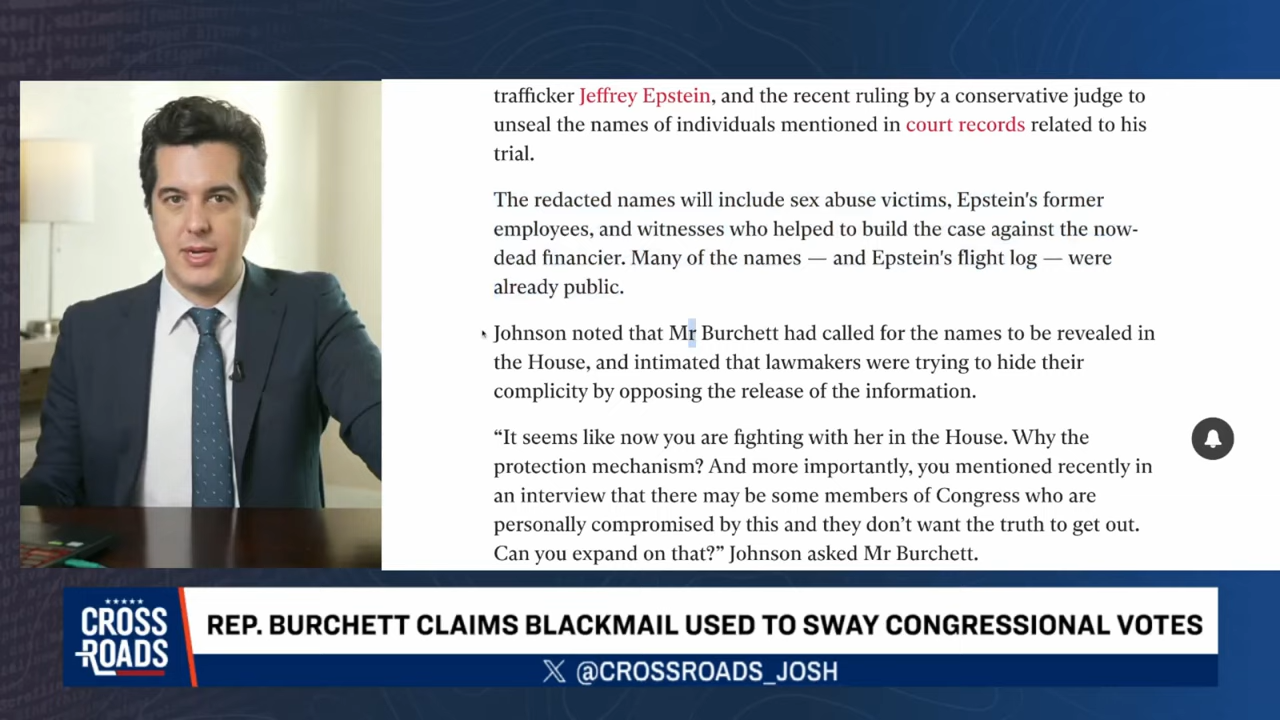 trafficker Jeffrey Epstein, and the recent ruling by a conservative judge to
unseal the names of individuals mentioned in court records related to his
trial.
The redacted names will include sex abuse victims, Epstein's former
employees, and witnesses who helped to build the case against the now-
dead financier. Many of the names — and Epstein's flight log — were
already public.
Johnson noted that Mr Burchett had called for the names to be revealed in
the House, and intimated that lawmakers were trying to hide their
complicity by opposing the release of the information.
“It seems like now you are fighting with her in the House. Why the
protection mechanism? And more importantly, you mentioned recently in
an interview that there may be some members of Congress who are
personally compromised by this and they don’t want the truth to get out.
Can you expand on that?” Johnson asked Mr Burchett.
CROSS
ROADS
REP. BURCHETT CLAIMS BLACKMAIL USED TO SWAY CONGRESSIONAL VOTES
X @CROSSROADS_JOSH